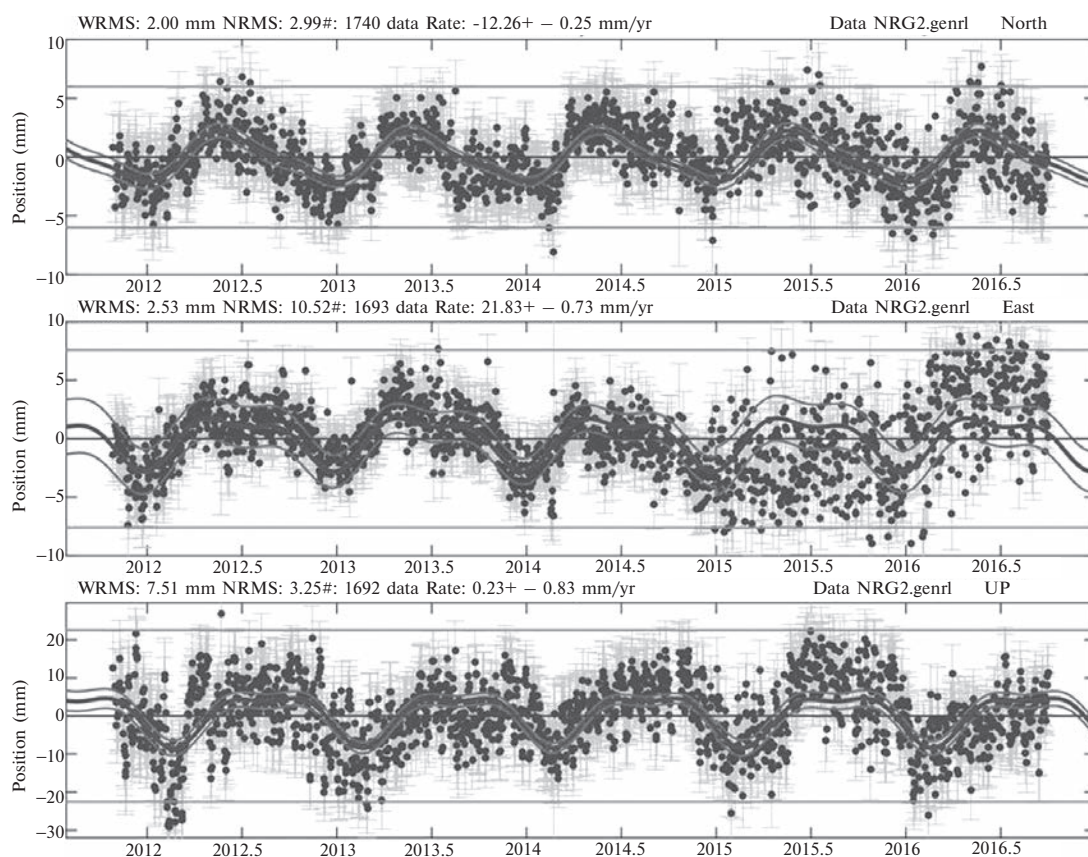 WRMS: 2.00 mm NRMS: 2.99#: 1740 data Rate: -12.26+ − 0.25 mm/yr Data NRG2.genrl North
10
5
0
−5
−10
Position (mm)
2012 2012.5 2013 2013.5 2014 2014.5 2015 2015.5 2016 2016.5
WRMS: 2.53 mm NRMS: 10.52#: 1693 data Rate: 21.83+ − 0.73 mm/yr Data NRG2.genrl East
10
5
0
−5
−10
Position (mm)
2012 2012.5 2013 2013.5 2014 2014.5 2015 2015.5 2016 2016.5
WRMS: 7.51 mm NRMS: 3.25#: 1692 data Rate: 0.23+ − 0.83 mm/yr Data NRG2.genrl UP
20
10
0
−10
−20
−30
Position (mm)
2012 2012.5 2013 2013.5 2014 2014.5 2015 2015.5 2016 2016.5